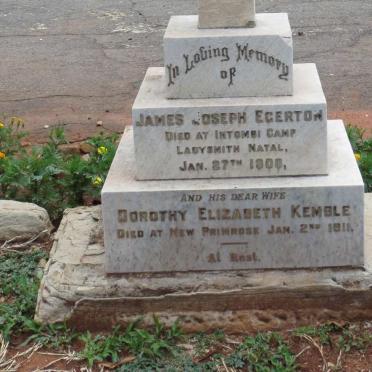 In Loving Memory
of
JAMES JOSEPH EGERTON
DIED AT INTOMBI CAMP
LADYSMITH NATAL,
JAN. 27TH 1900,
AND HIS DEAR WIFE
DOROTHY ELIZABETH KEMBLE
DIED AT NEW PRIMROSE JAN. 2ND 1911.
At Rest.